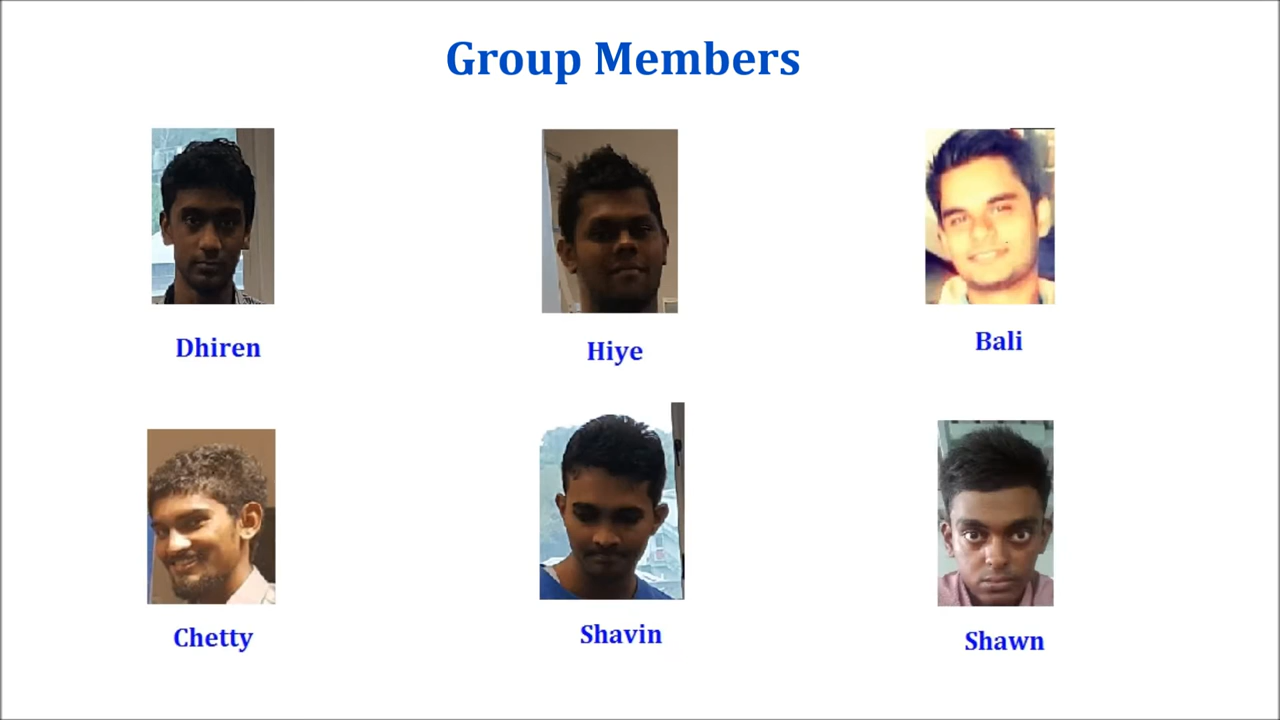 Group Members
Dhiren
Hiye
Bali
Chetty
Shavin
Shawn